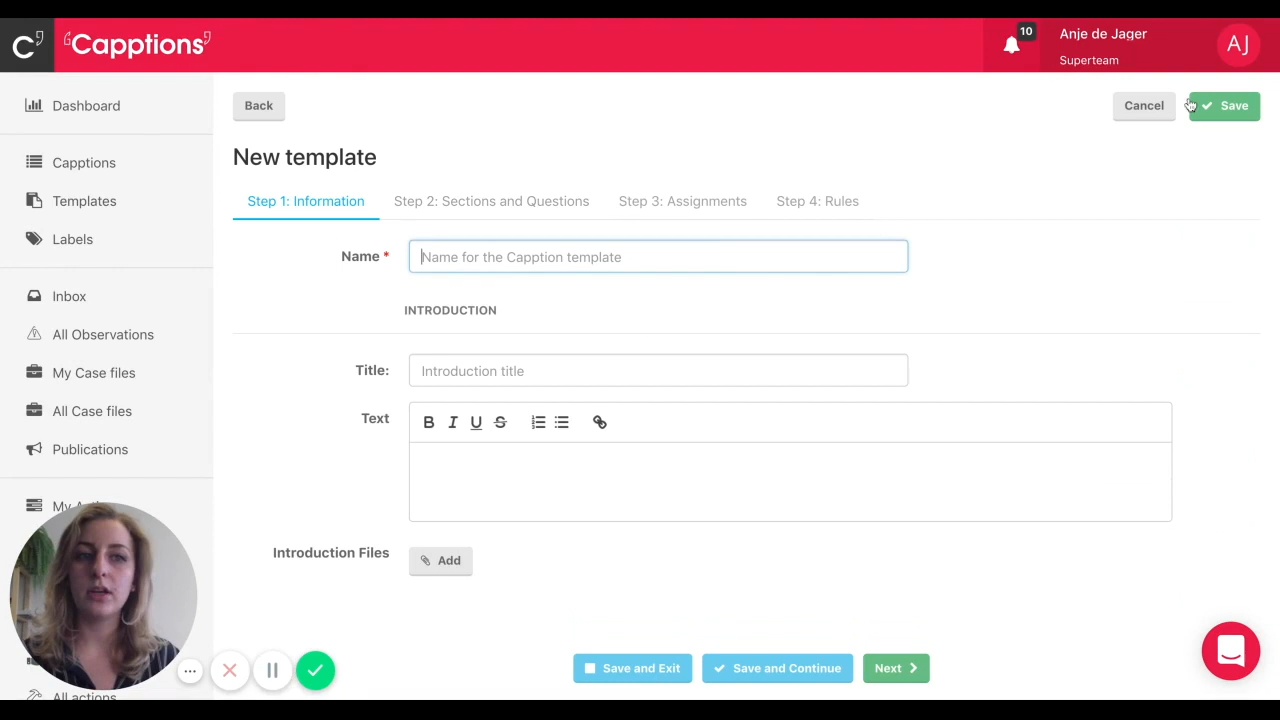 C’ ‘Capptions’
10
Anje de Jager
Superteam
AJ
Dashboard
Capptions
Templates
Labels
Inbox
All Observations
My Case files
All Case files
Publications
My
All actions
Back
Cancel
Save
New template
Step 1: Information
Step 2: Sections and Questions
Step 3: Assignments
Step 4: Rules
Name *
Name for the Capption template
INTRODUCTION
Title:
Introduction title
Text
B I U S
Introduction Files
Add
Save and Exit
Save and Continue
Next